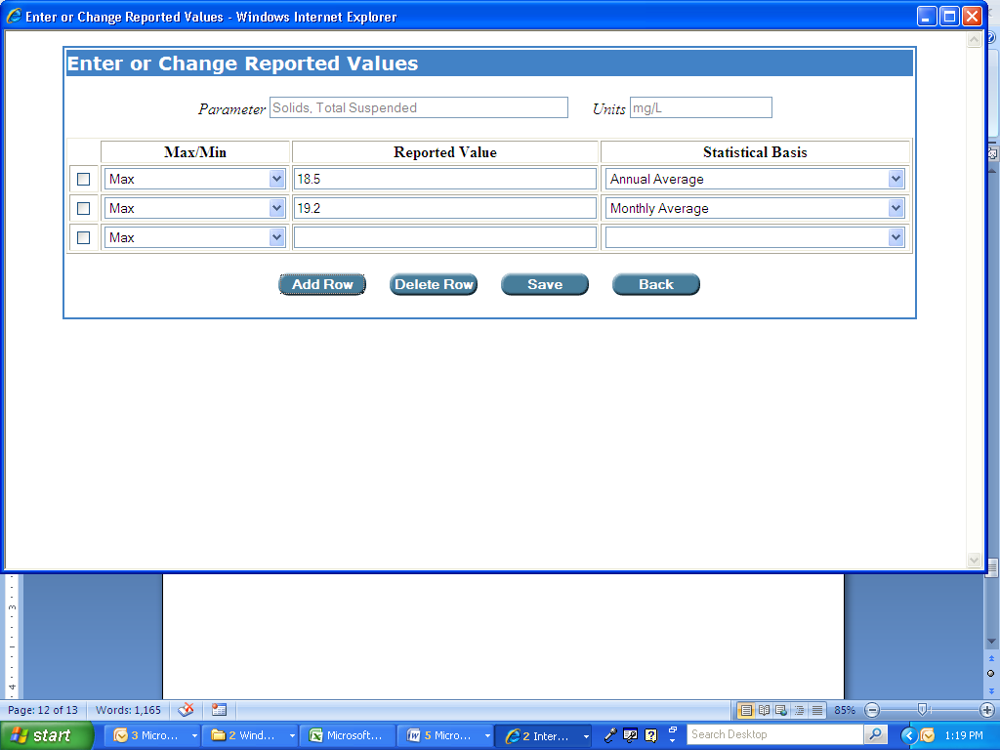 Enter or Change Reported Values - Windows Internet Explorer
Enter or Change Reported Values
Parameter Solids, Total Suspended Units mg/L
Max/Min Reported Value Statistical Basis
Max 18.5 Annual Average
Max 19.2 Monthly Average
Max
Add Row Delete Row Save Back
3
4
Page: 12 of 13 Words: 1,165 85%
start 3 Micro... 2 Wind... Microsoft... 5 Micro... 2 Inter... Search Desktop 1:19 PM